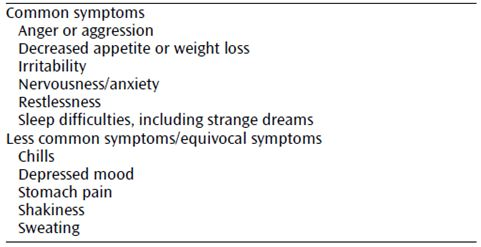 Common symptoms
Anger or aggression
Decreased appetite or weight loss
Irritability
Nervousness/anxiety
Restlessness
Sleep difficulties, including strange dreams
Less common symptoms/equivocal symptoms
Chills
Depressed mood
Stomach pain
Shakiness
Sweating